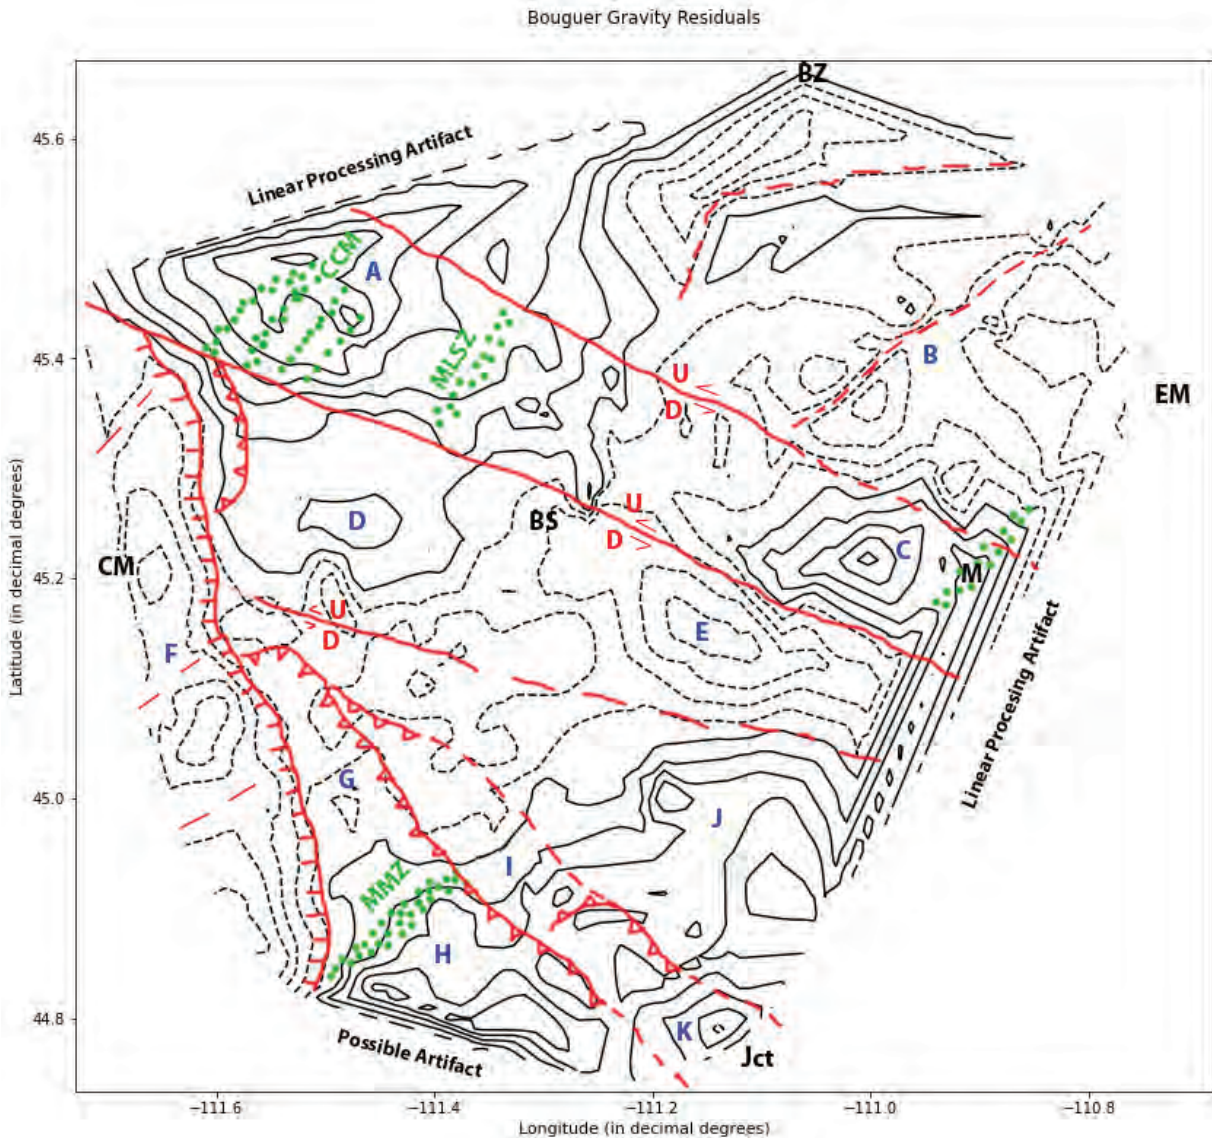 Bouguer Gravity Residuals
BZ
45.6
Linear Processing Artifact
CCM
A
MLSZ
45.4
B
U
D
EM
D
BS
U
D
C
M
CM
45.2
U
D
E
F
Latitude (in decimal degrees)
Linear Procesing Artifact
G
45.0
J
I
MMZ
H
44.8
K
Jct
Possible Artifact
−111.6 −111.4 −111.2 −111.0 −110.8
Longitude (in decimal degrees)